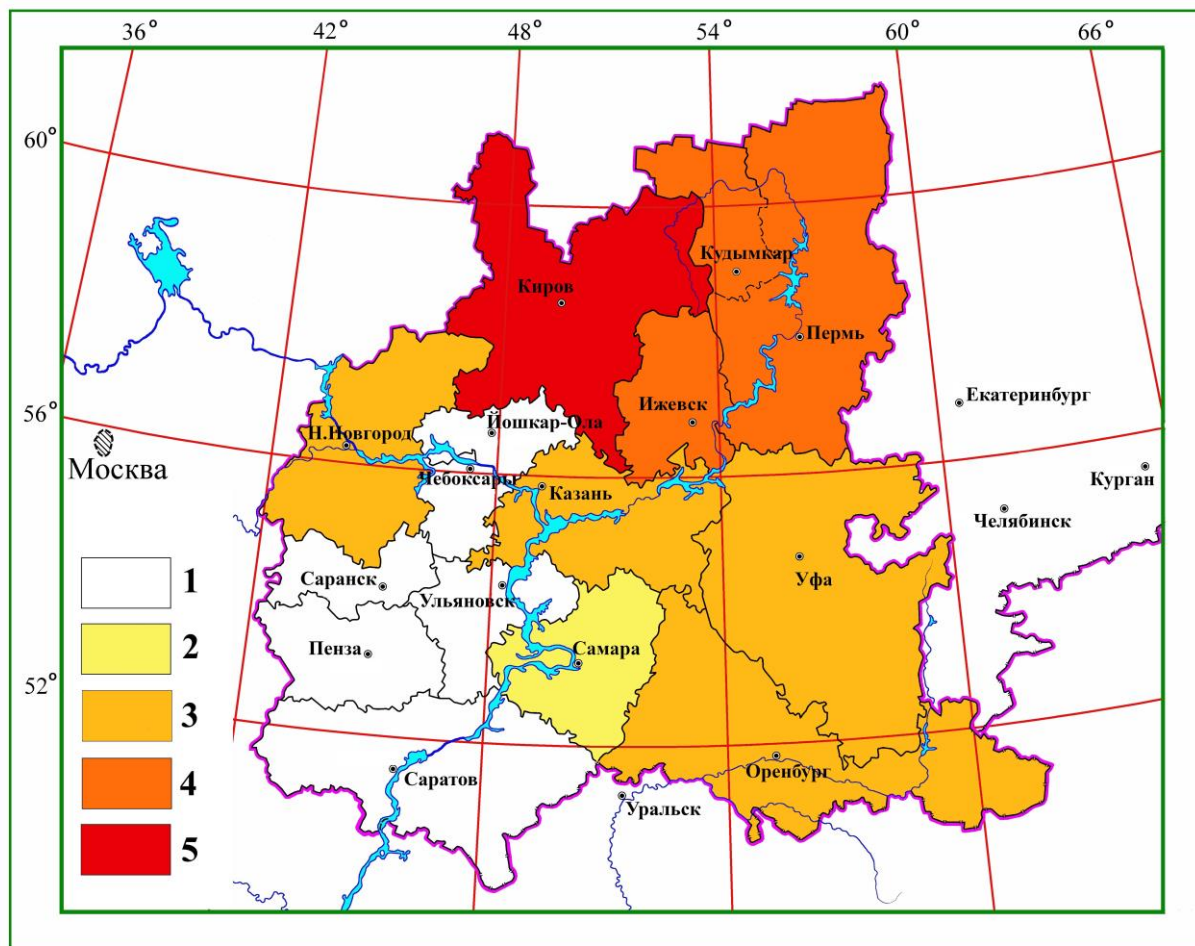 36° 42° 48° 54° 60° 66°
60°
Кудымкар
Киров
Пермь
56°
Екатеринбург
Ижевск
Йошкар-Ола
Н.Новгород
Москва
Чебоксары
Курган
Казань
Челябинск
Уфа
1
Саранск
Ульяновск
2
Пенза
Самара
52°
3
Саратов
Оренбург
4
Уральск
5